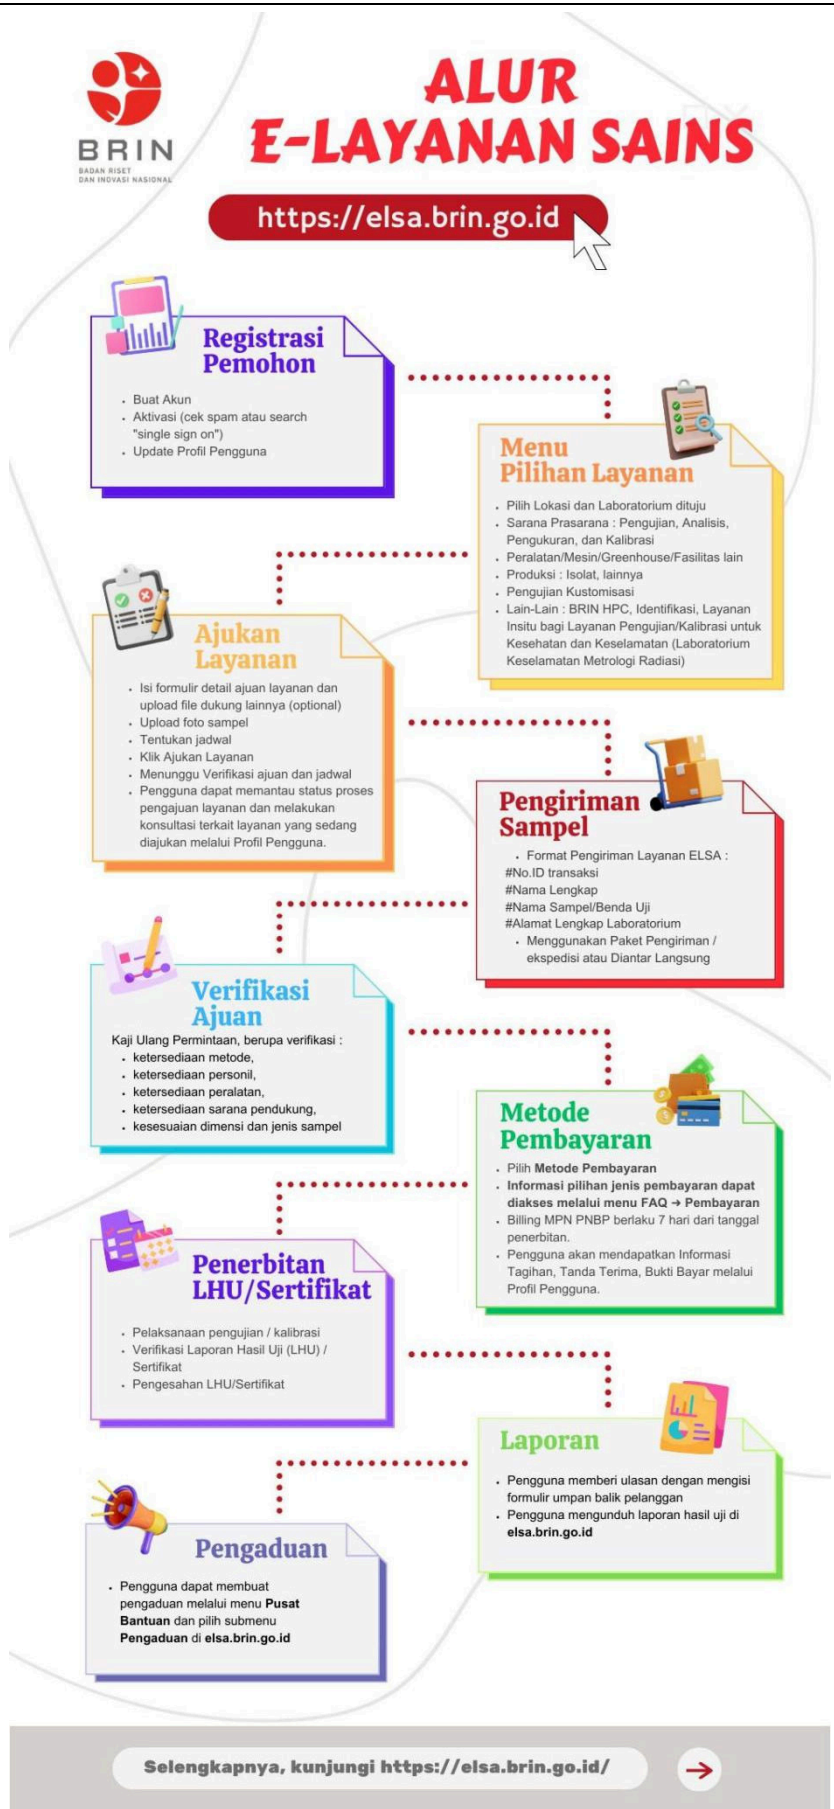 BRIN
BADAN RISET
DAN INOVASI NASIONAL
ALUR
E-LAYANAN SAINS
https://elsa.brin.go.id
Registrasi
Pemohon
• Buat Akun
• Aktivasi (cek spam atau search
"single sign on")
• Update Profil Pengguna
Menu
Pilihan Layanan
• Pilih Lokasi dan Laboratorium dituju
• Sarana Prasarana : Pengujian, Analisis,
Pengukuran, dan Kalibrasi
• Peralatan/Mesin/Greenhouse/Fasilitas lain
• Produksi : Isolat, lainnya
• Pengujian Kustomisasi
• Lain-Lain : BRIN HPC, Identifikasi, Layanan
Insitu bagi Layanan Pengujian/Kalibrasi untuk
Kesehatan dan Keselamatan (Laboratorium
Keselamatan Metrologi Radiasi)
Ajukan
Layanan
• Isi formulir detail ajuan layanan dan
upload file dukung lainnya (optional)
• Upload foto sampel
• Tentukan jadwal
• Klik Ajukan Layanan
• Menunggu Verifikasi ajuan dan jadwal
• Pengguna dapat memantau status proses
pengajuan layanan dan melakukan
konsultasi terkait layanan yang sedang
diajukan melalui Profil Pengguna.
Pengiriman
Sampel
• Format Pengiriman Layanan ELSA :
#No.ID transaksi
#Nama Lengkap
#Nama Sampel/Benda Uji
#Alamat Lengkap Laboratorium
• Menggunakan Paket Pengiriman /
ekspedisi atau Diantar Langsung
Verifikasi
Ajuan
Kaji Ulang Permintaan, berupa verifikasi :
• ketersediaan metode,
• ketersediaan personil,
• ketersediaan peralatan,
• ketersediaan sarana pendukung,
• kesesuaian dimensi dan jenis sampel
Metode
Pembayaran
• Pilih Metode Pembayaran
• Informasi pilihan jenis pembayaran dapat
diakses melalui menu FAQ → Pembayaran
• Billing MPN PNBP berlaku 7 hari dari tanggal
penerbitan.
• Pengguna akan mendapatkan Informasi
Tagihan, Tanda Terima, Bukti Bayar melalui
Profil Pengguna.
Penerbitan
LHU/Sertifikat
• Pelaksanaan pengujian / kalibrasi
• Verifikasi Laporan Hasil Uji (LHU) /
Sertifikat
• Pengesahan LHU/Sertifikat
Laporan
• Pengguna memberi ulasan dengan mengisi
formulir umpan balik pelanggan
• Pengguna mengunduh laporan hasil uji di
elsa.brin.go.id
Pengaduan
• Pengguna dapat membuat
pengaduan melalui menu Pusat
Bantuan dan pilih submenu
Pengaduan di elsa.brin.go.id
Selengkapnya, kunjungi https://elsa.brin.go.id/